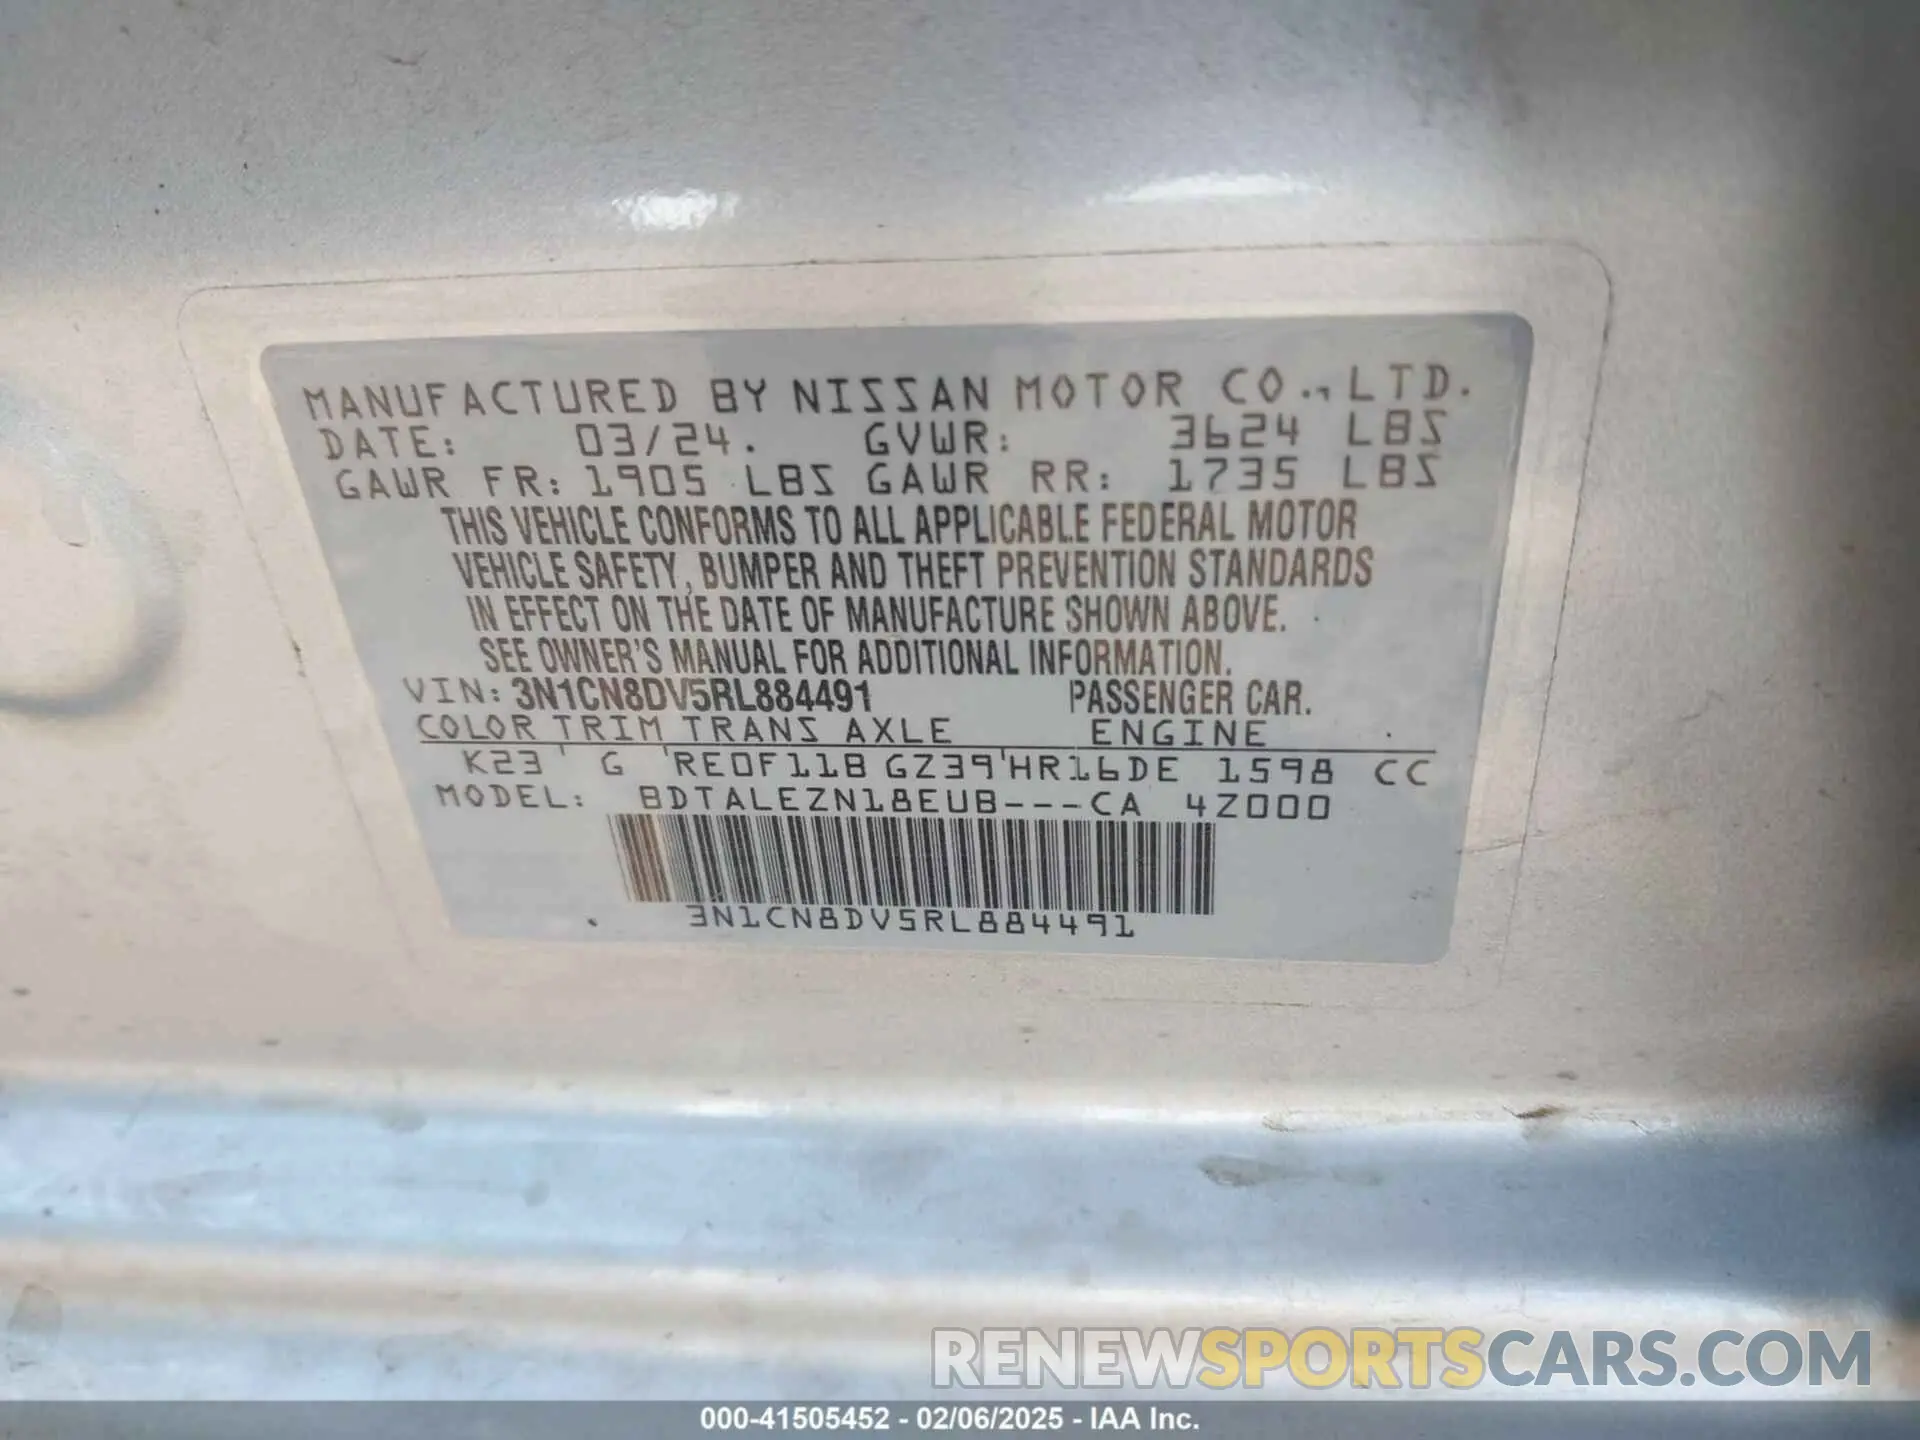 MANUFACTURED BY NISSAN MOTOR CO., LTD.
DATE: 03/24. GVWR: 3624 LBS
GAWR FR: 1905 LBS GAWR RR: 1735 LBS
THIS VEHICLE CONFORMS TO ALL APPLICABLE FEDERAL MOTOR
VEHICLE SAFETY, BUMPER AND THEFT PREVENTION STANDARDS
IN EFFECT ON THE DATE OF MANUFACTURE SHOWN ABOVE.
SEE OWNER'S MANUAL FOR ADDITIONAL INFORMATION.
VIN: 3N1CN8DV5RL884491 PASSENGER CAR.
COLOR TRIM TRANS AXLE ENGINE
K23 ' G 'RE0F11B GZ39'HR16DE 1598 CC
MODEL: BDTALEZN18EUB---CA 4Z000
3N1CN8DV5RL884491
RENEWSPORTSCARS.COM
000-41505452 - 02/06/2025 - IAA Inc.